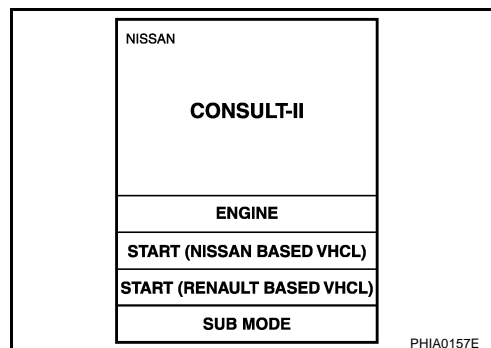 NISSAN
CONSULT-II
ENGINE
START (NISSAN BASED VHCL)
START (RENAULT BASED VHCL)
SUB MODE
PHIA0157E